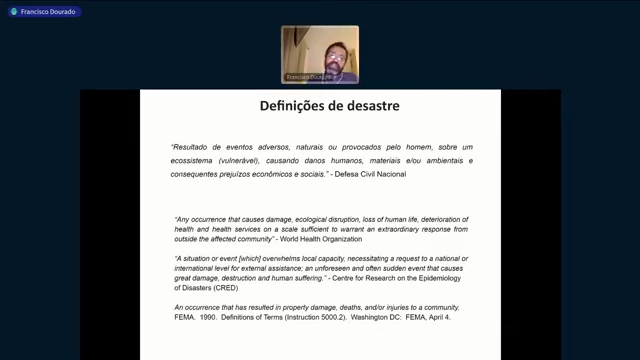 Francisco Dourado
Francisco Dourado
Definições de desastre
“Resultado de eventos adversos, naturais ou provocados pelo homem, sobre um
ecossistema (vulnerável), causando danos humanos, materiais e/ou ambientais e
consequentes prejuízos econômicos e sociais.” - Defesa Civil Nacional
“Any occurrence that causes damage, ecological disruption, loss of human life, deterioration of
health and health services on a scale sufficient to warrant an extraordinary response from
outside the affected community” - World Health Organization
“A situation or event [which] overwhelms local capacity, necessitating a request to a national or
international level for external assistance; an unforeseen and often sudden event that causes
great damage, destruction and human suffering.” - Centre for Research on the Epidemiology
of Disasters (CRED)
An occurrence that has resulted in property damage, deaths, and/or injuries to a community.
FEMA. 1990. Definitions of Terms (Instruction 5000.2). Washington DC: FEMA, April 4.